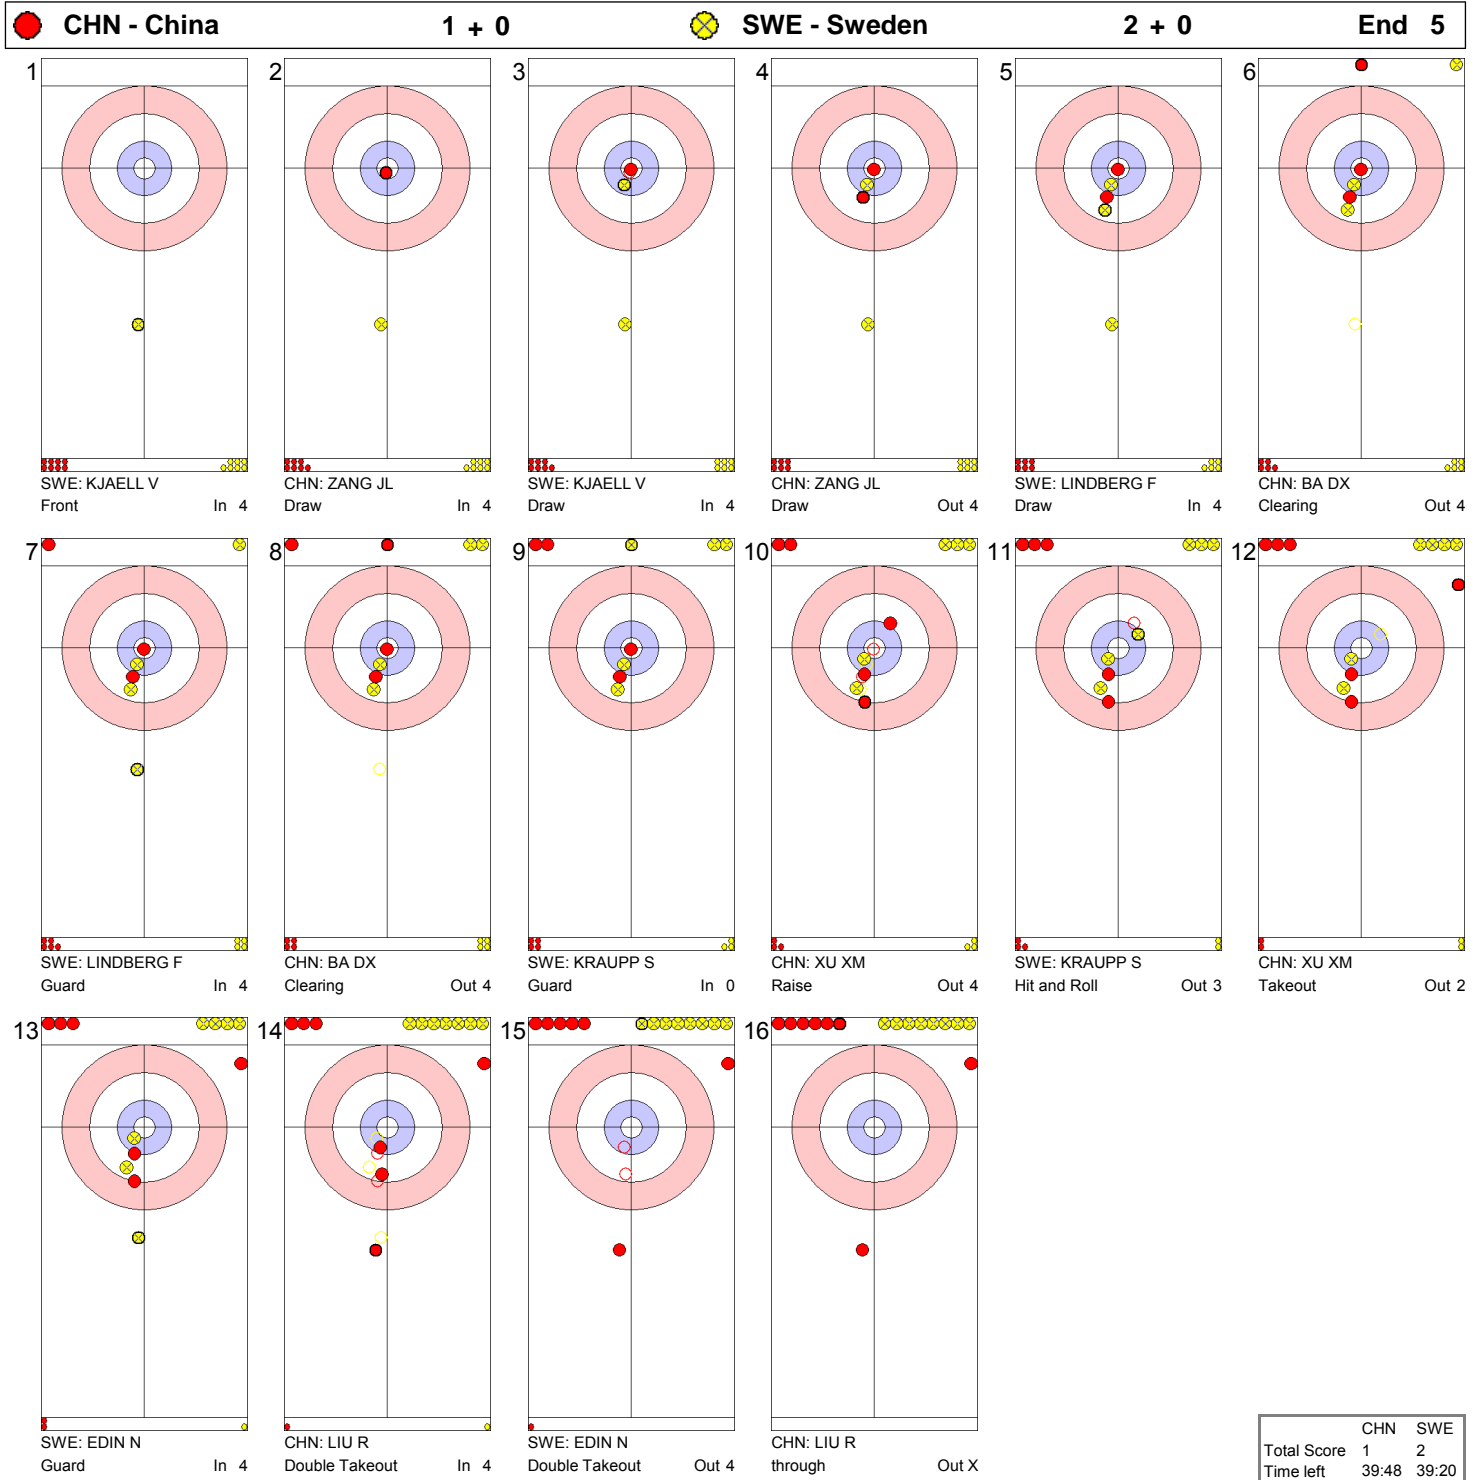 CHN - China 1 + 0 SWE - Sweden 2 + 0 End 5
1 2 3 4 5 6
SWE: KJAELL V CHN: ZANG JL SWE: KJAELL V CHN: ZANG JL SWE: LINDBERG F CHN: BA DX
Front In 4 Draw In 4 Draw In 4 Draw Out 4 Draw In 4 Clearing Out 4
7 8 9 10 11 12
SWE: LINDBERG F CHN: BA DX SWE: KRAUPP S CHN: XU XM SWE: KRAUPP S CHN: XU XM
Guard In 4 Clearing Out 4 Guard In 0 Raise Out 4 Hit and Roll Out 3 Takeout Out 2
13 14 15 16
SWE: EDIN N CHN: LIU R SWE: EDIN N CHN: LIU R
Guard In 4 Double Takeout In 4 Double Takeout Out 4 through Out X
CHN SWE
Total Score 1 2
Time left 39:48 39:20